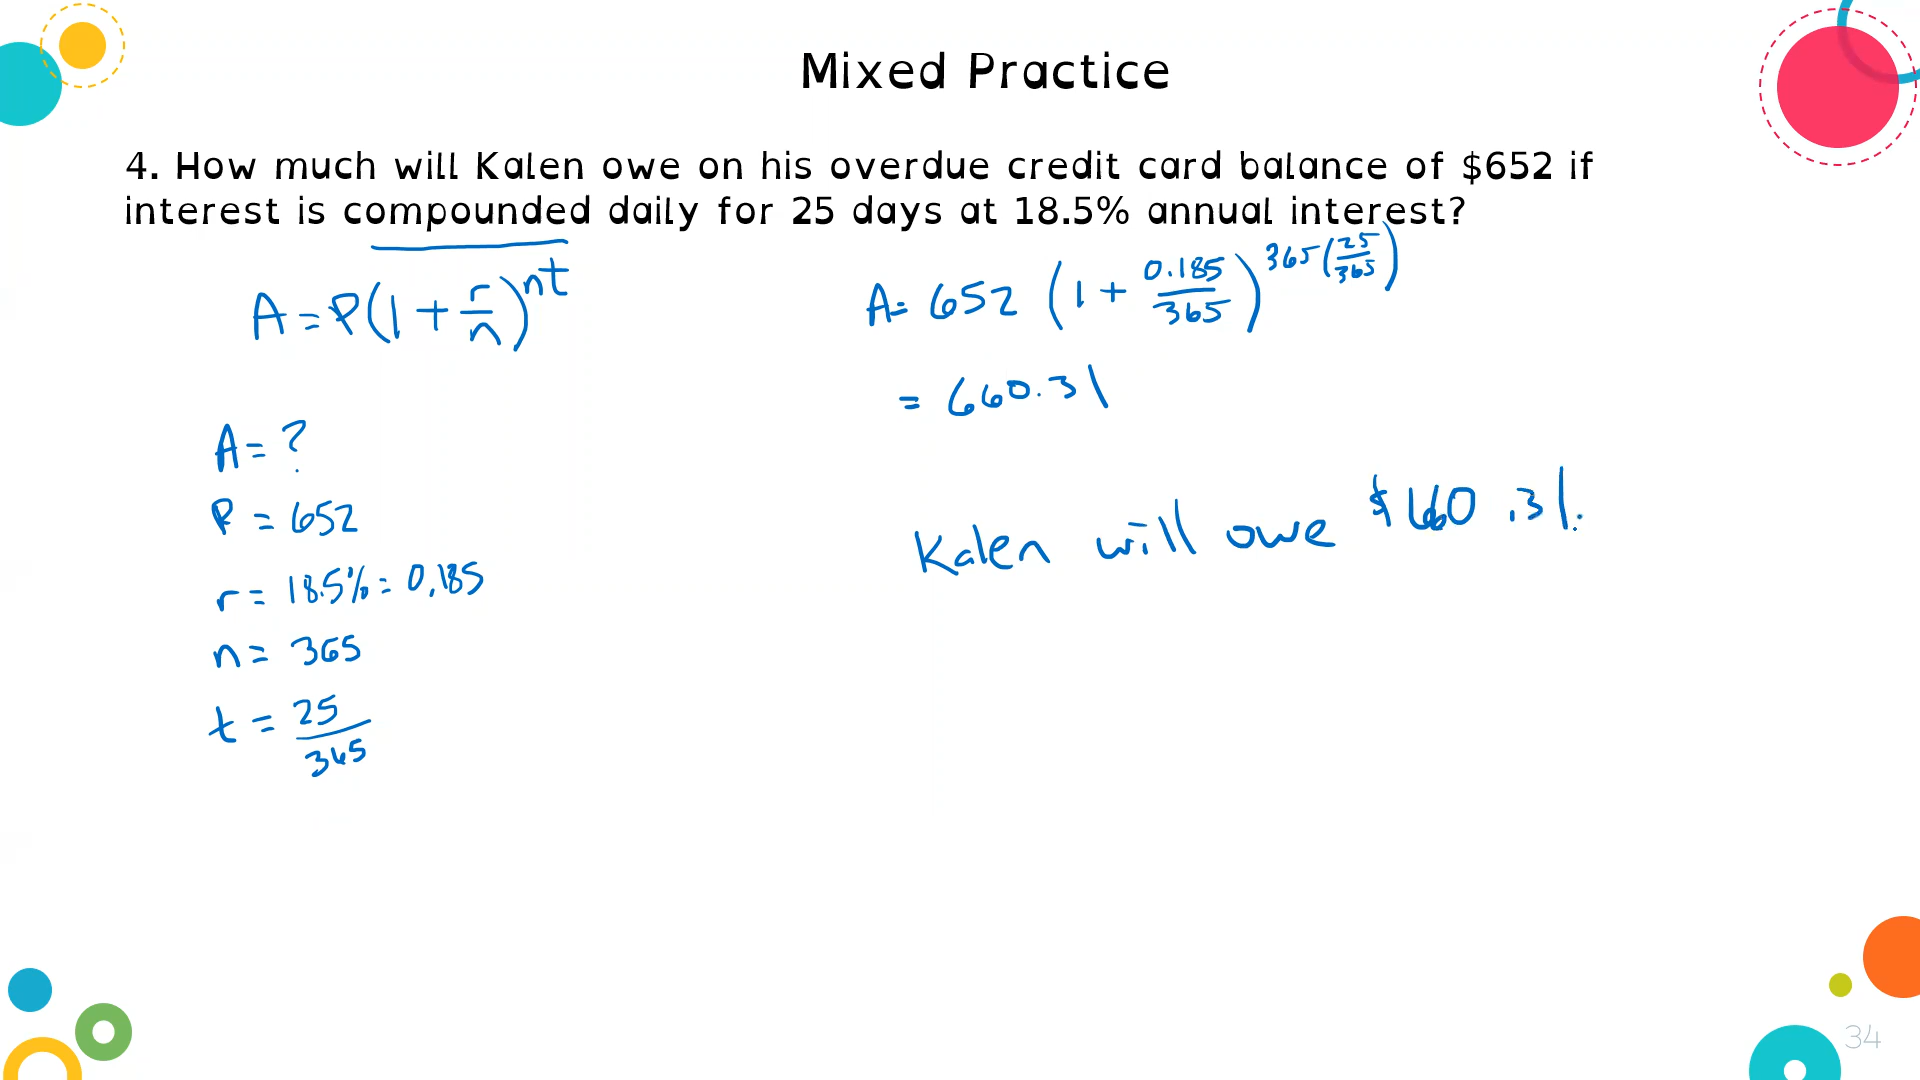 Mixed Practice
4. How much will Kalen owe on his overdue credit card balance of $652 if
interest is compounded daily for 25 days at 18.5% annual interest?
A = P(1 + r/n)^nt
A = ?
P = 652
r = 18.5% = 0.185
n = 365
t = 25/365
A = 652 (1 + 0.185/365)^365(25/365)
= 660.31
Kalen will owe $660.31.
34